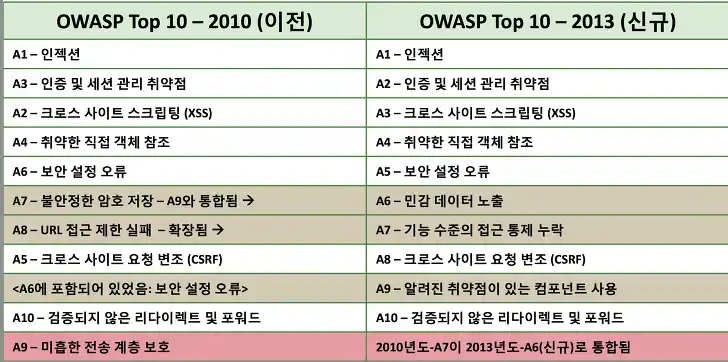 OWASP Top 10 – 2010 (이전) OWASP Top 10 – 2013 (신규)
A1 – 인젝션 A1 – 인젝션
A3 – 인증 및 세션 관리 취약점 A2 – 인증 및 세션 관리 취약점
A2 – 크로스 사이트 스크립팅 (XSS) A3 – 크로스 사이트 스크립팅 (XSS)
A4 – 취약한 직접 객체 참조 A4 – 취약한 직접 객체 참조
A6 – 보안 설정 오류 A5 – 보안 설정 오류
A7 – 불안정한 암호 저장 – A9와 통합됨 → A6 – 민감 데이터 노출
A8 – URL 접근 제한 실패 – 확장됨 → A7 – 기능 수준의 접근 통제 누락
A5 – 크로스 사이트 요청 변조 (CSRF) A8 – 크로스 사이트 요청 변조 (CSRF)
<A6에 포함되어 있었음: 보안 설정 오류> A9 – 알려진 취약점이 있는 컴포넌트 사용
A10 – 검증되지 않은 리다이렉트 및 포워드 A10 – 검증되지 않은 리다이렉트 및 포워드
A9 – 미흡한 전송 계층 보호 2010년도-A7이 2013년도-A6(신규)로 통합됨